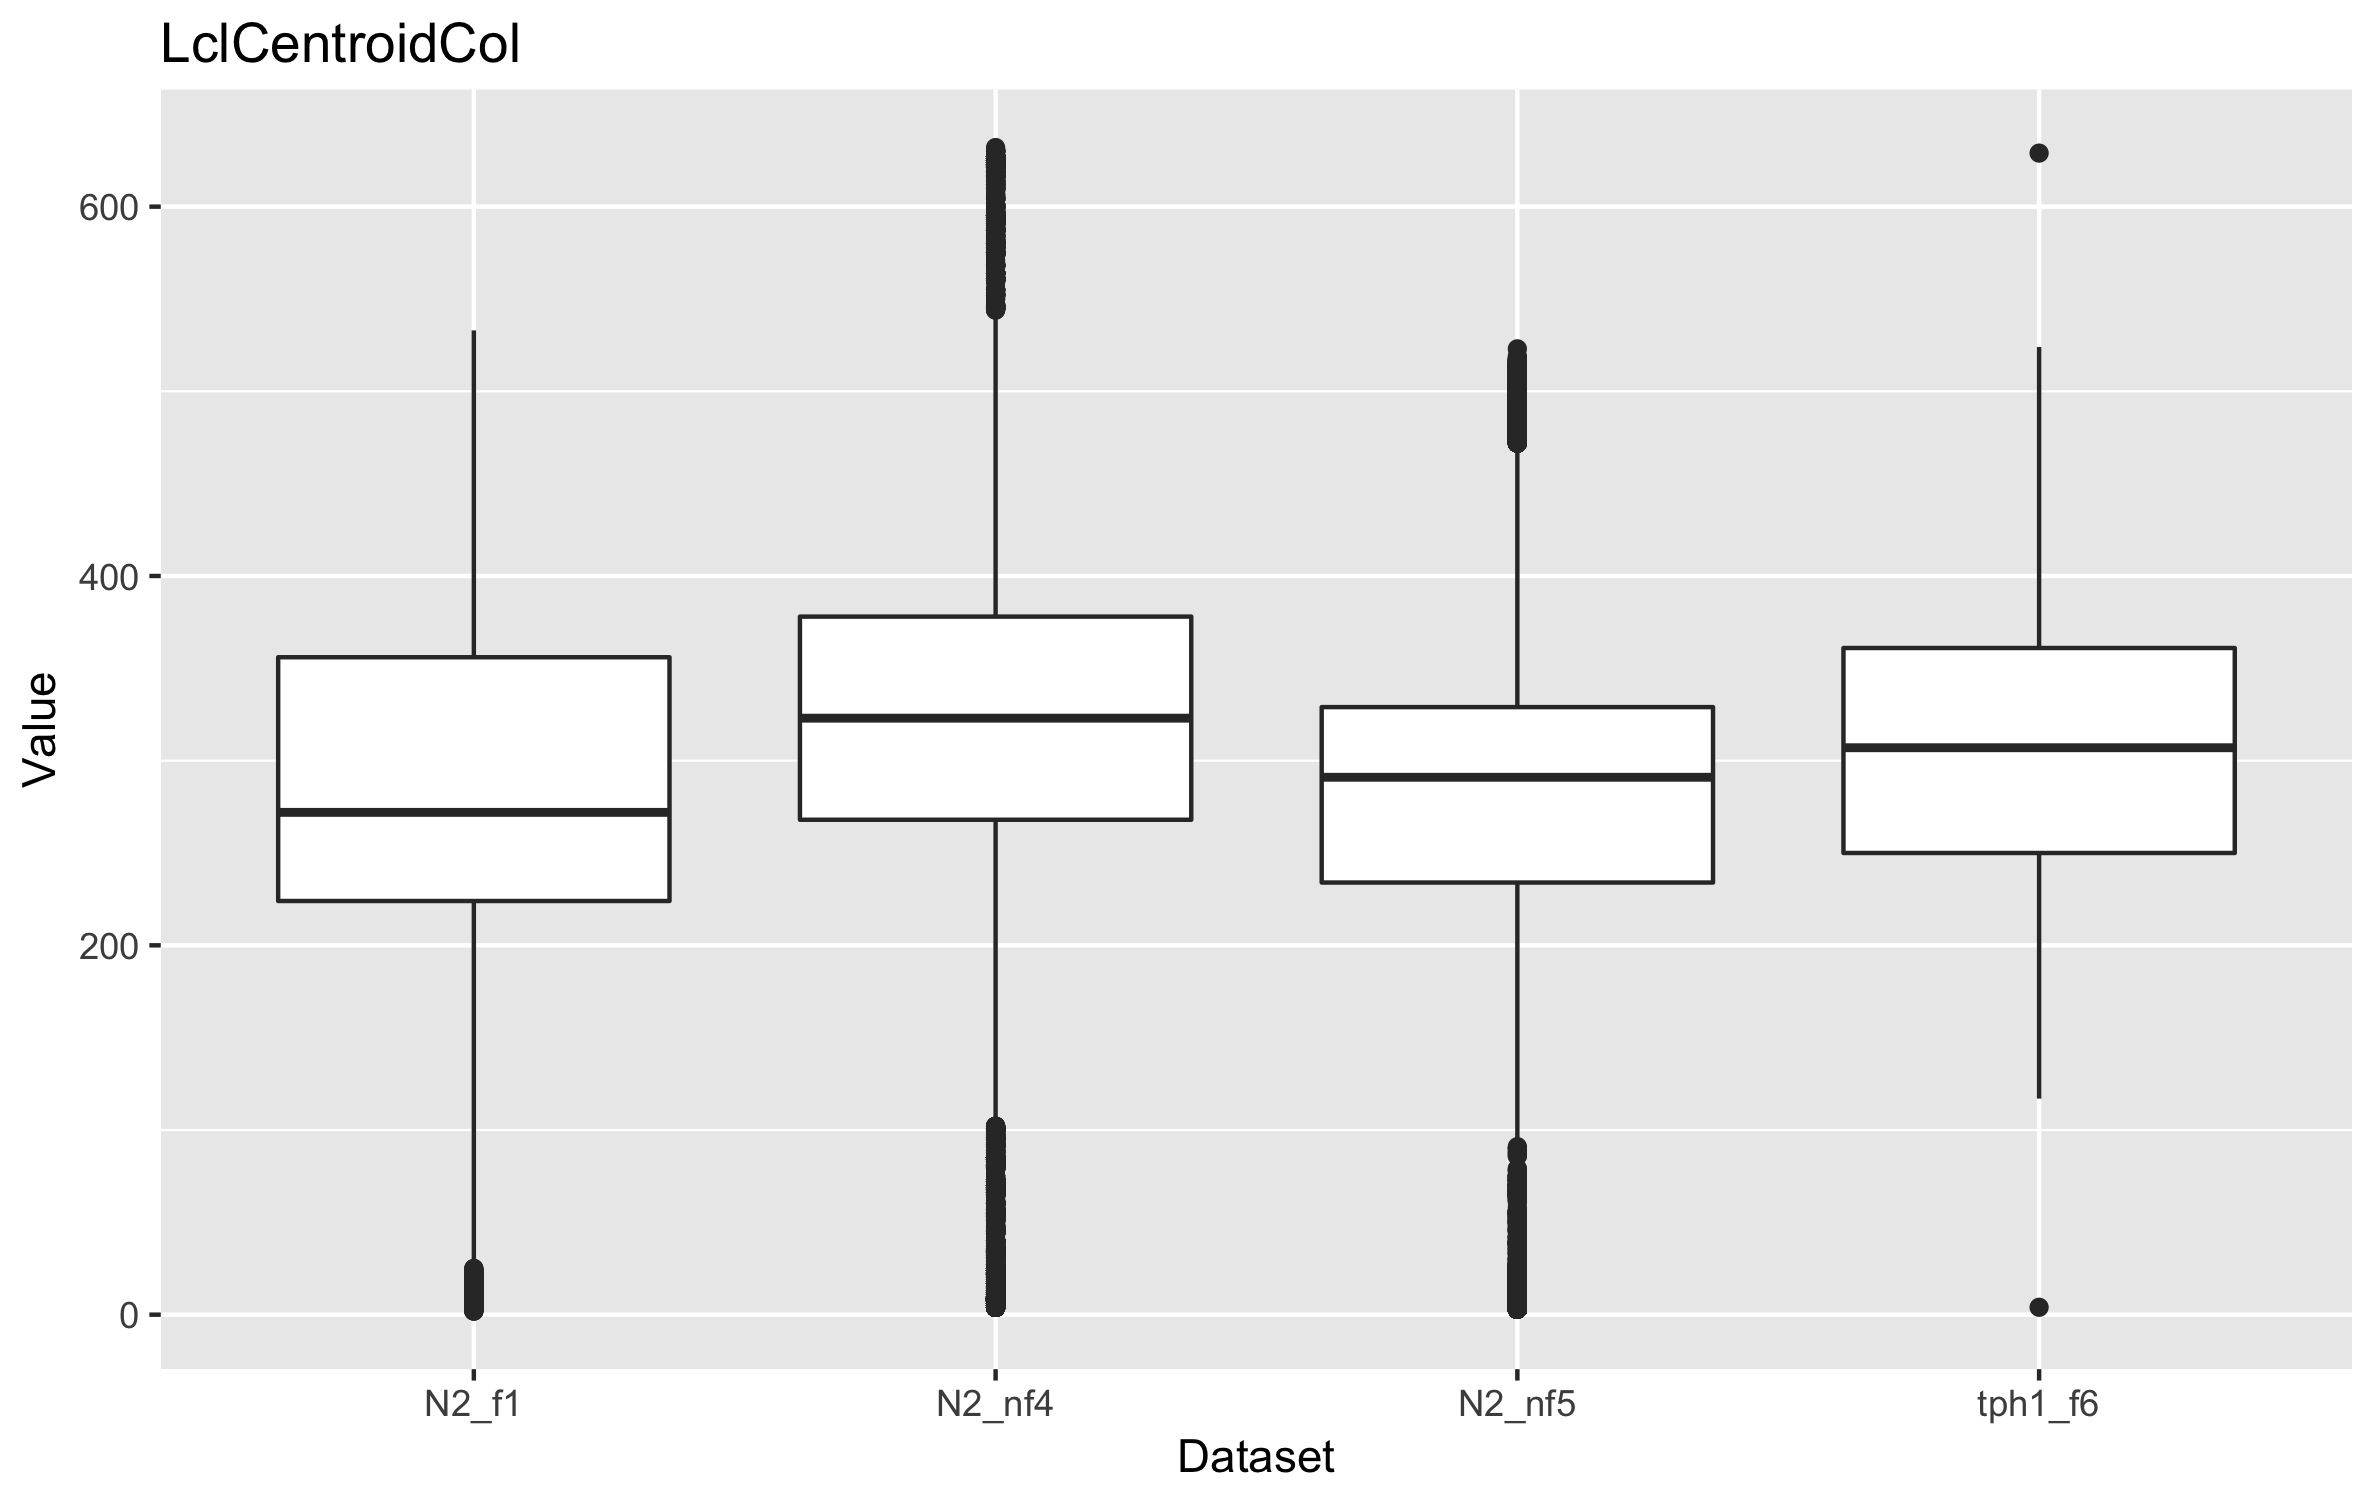 LclCentroidCol
Value
600
400
200
0
N2_f1
N2_nf4
N2_nf5
tph1_f6
Dataset